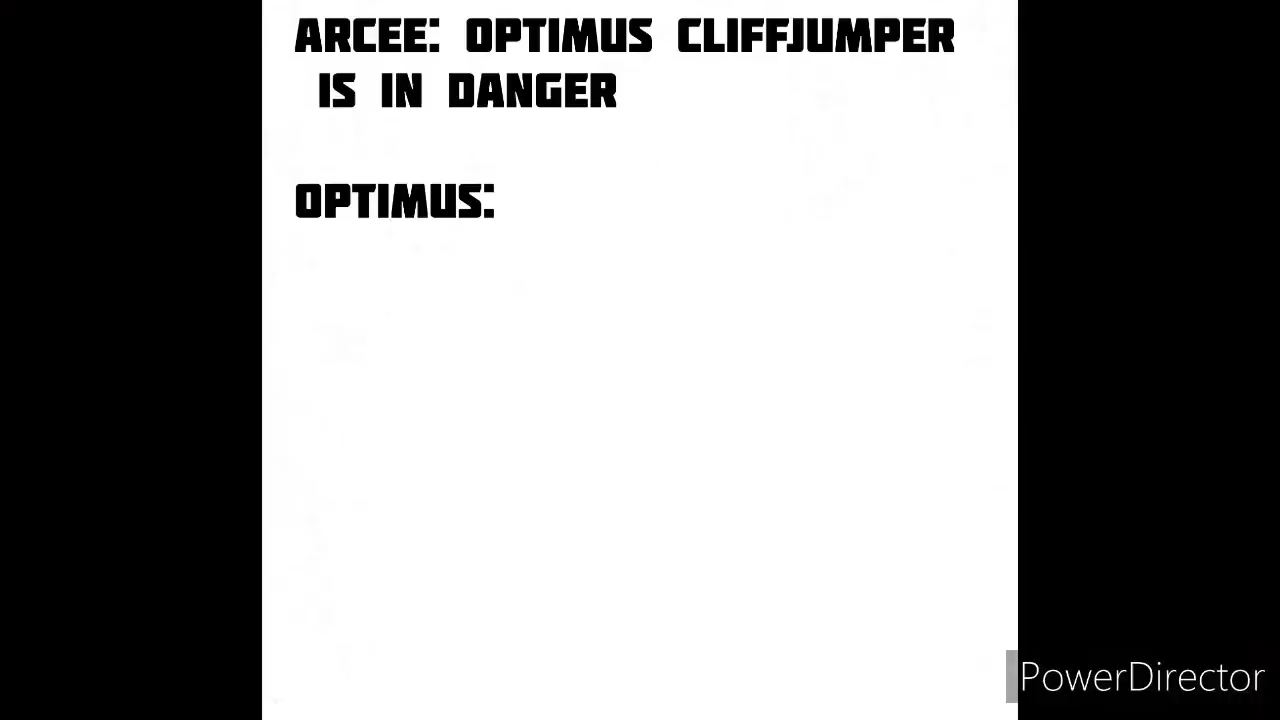 ARCEE: OPTIMUS CLIFFJUMPER
IS IN DANGER
OPTIMUS:
PowerDirector